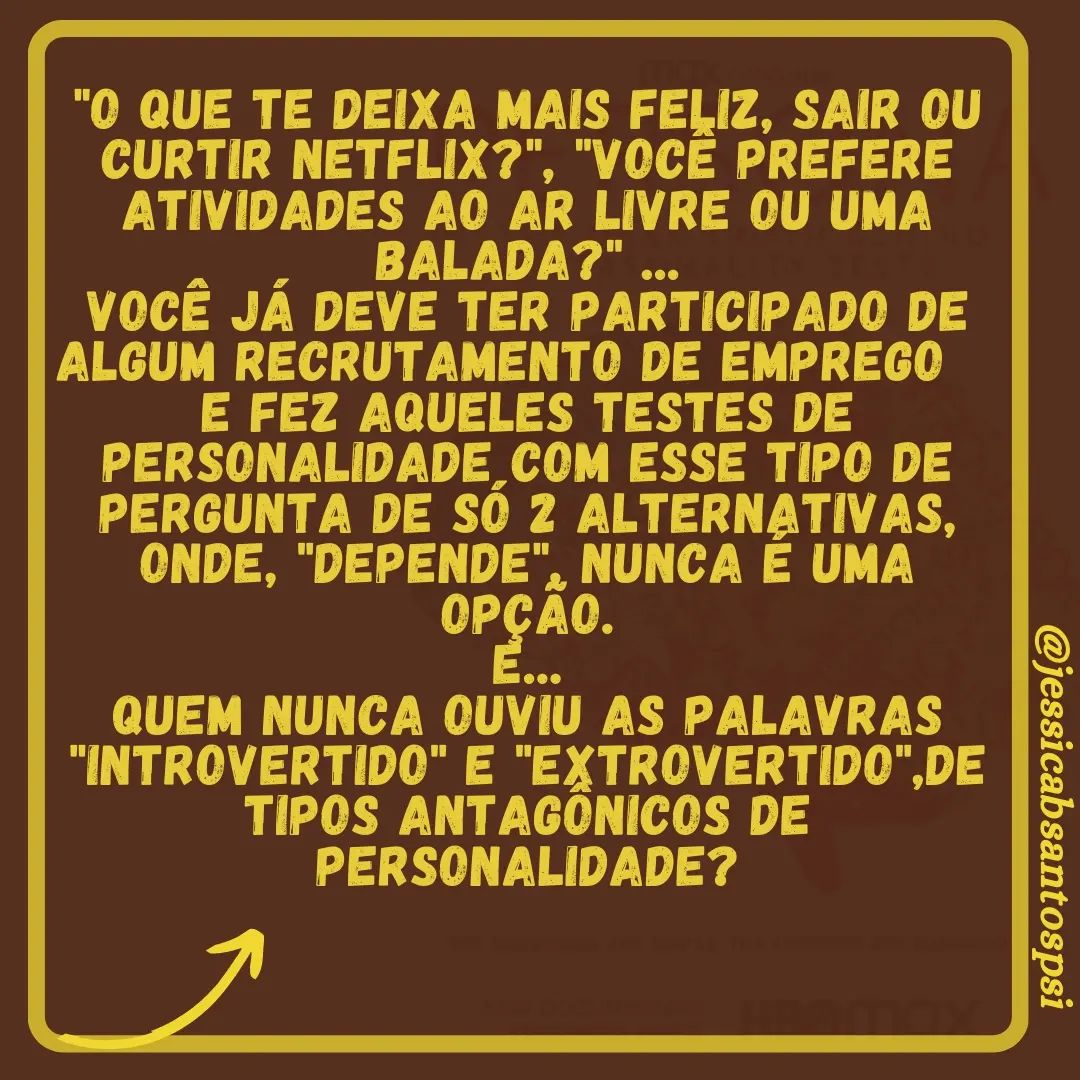 "O QUE TE DEIXA MAIS FELIZ, SAIR OU
CURTIR NETFLIX?", "VOCÊ PREFERE
ATIVIDADES AO AR LIVRE OU UMA
BALADA?" ...
VOCÊ JÁ DEVE TER PARTICIPADO DE
ALGUM RECRUTAMENTO DE EMPREGO
E FEZ AQUELES TESTES DE
PERSONALIDADE COM ESSE TIPO DE
PERGUNTA DE SÓ 2 ALTERNATIVAS,
ONDE, "DEPENDE", NUNCA É UMA
OPÇÃO.
E...
QUEM NUNCA OUVIU AS PALAVRAS
"INTROVERTIDO" E "EXTROVERTIDO",DE
TIPOS ANTAGÔNICOS DE
PERSONALIDADE?
@jessicabsantospsi
HBOMAX